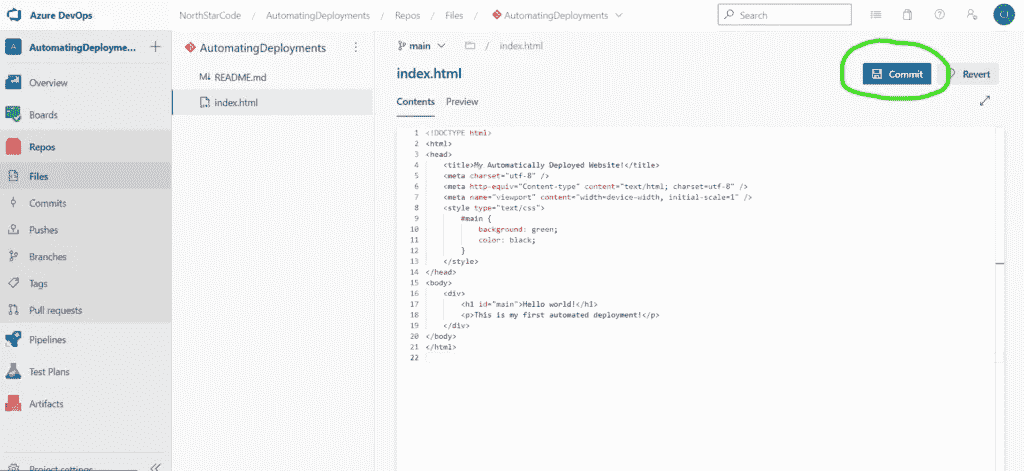 Azure DevOps
NorthStarCode / AutomatingDeployments / Repos / Files / AutomatingDeployments
Search
CL
A AutomatingDeployme... +
Overview
Boards
Repos
Files
Commits
Pushes
Branches
Tags
Pull requests
Pipelines
Test Plans
Artifacts
Project settings
AutomatingDeployments
README.md
index.html
main / index.html
index.html
Commit
Revert
Contents Preview
1 <!DOCTYPE html>
2 <html>
3 <head>
4 <title>My Automatically Deployed Website!</title>
5 <meta charset="utf-8" />
6 <meta http-equiv="Content-type" content="text/html; charset=utf-8" />
7 <meta name="viewport" content="width=device-width, initial-scale=1" />
8 <style type="text/css">
9 #main {
10 background: green;
11 color: black;
12 }
13 </style>
14 </head>
15 <body>
16 <div>
17 <h1 id="main">Hello world!</h1>
18 <p>This is my first automated deployment!</p>
19 </div>
20 </body>
21 </html>
22